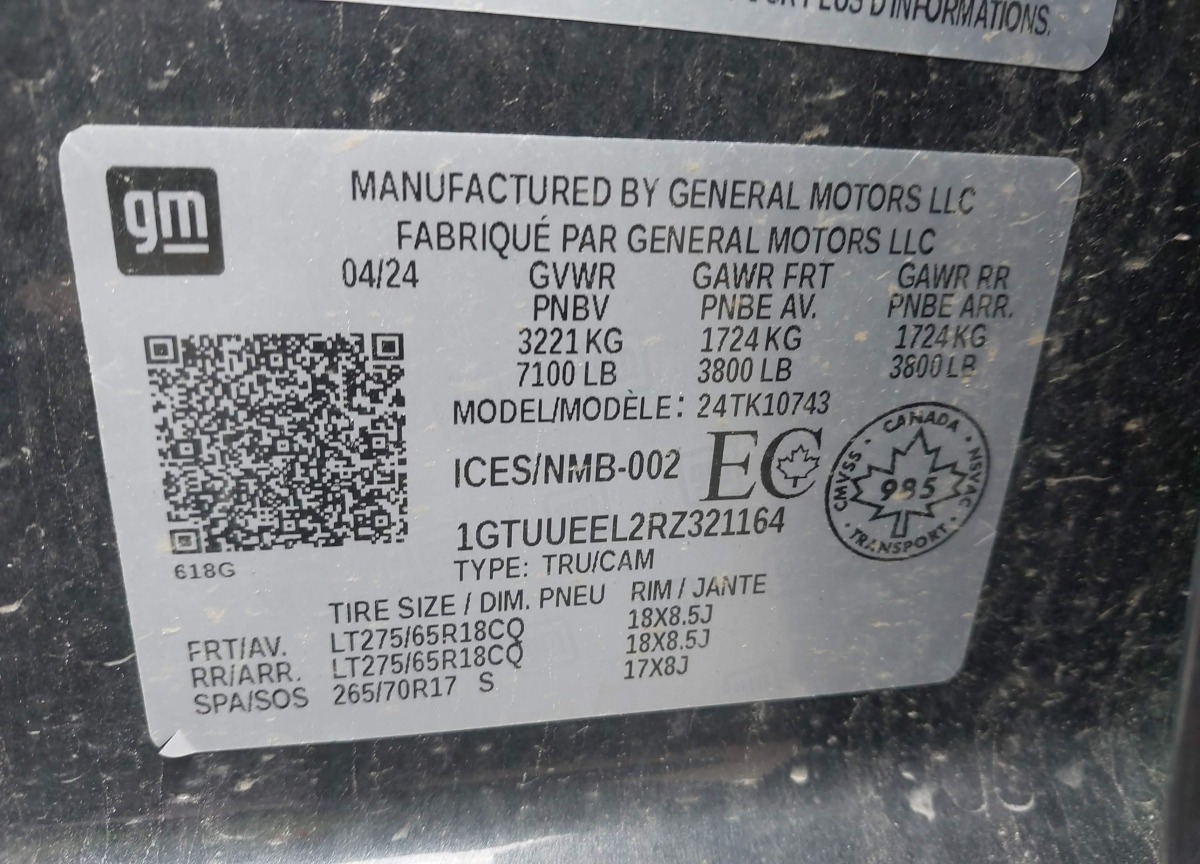 OUR PLUS D'INFORMATIONS.
gm
MANUFACTURED BY GENERAL MOTORS LLC
FABRIQUÉ PAR GENERAL MOTORS LLC
04/24 GVWR GAWR FRT GAWR RR
PNBV PNBE AV. PNBE ARR.
3221 KG 1724 KG 1724 KG
7100 LB 3800 LB 3800 LB
MODEL/MODÈLE: 24TK10743
ICES/NMB-002 EC
CANADA
CMVSS 995 NSVAC
TRANSPORT
1GTUUEEL2RZ321164
618G
TYPE: TRU/CAM
TIRE SIZE / DIM. PNEU RIM / JANTE
FRT/AV. LT275/65R18CQ 18X8.5J
RR/ARR. LT275/65R18CQ 18X8.5J
SPA/SOS 265/70R17 S 17X8J